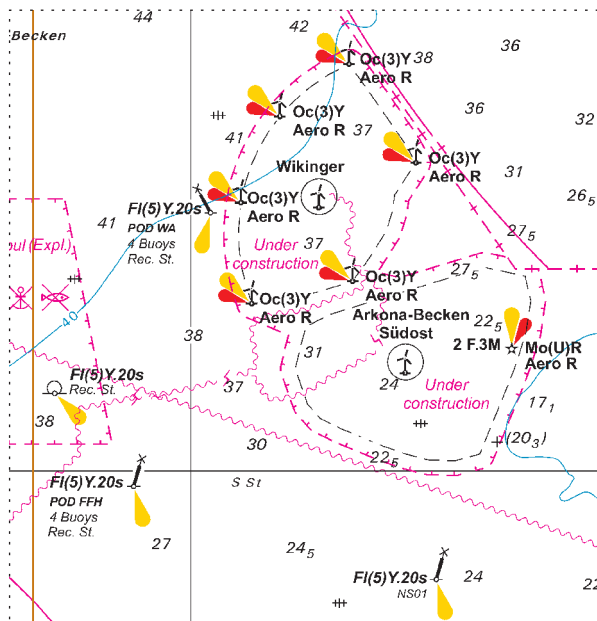 44
42
36
Becken
38
Oc(3)Y
Aero R
36
32
Oc(3)Y
Aero R
37
41
Oc(3)Y
Aero R
31
Wikinger
26₅
Oc(3)Y
Aero R
Fl(5)Y.20s
POD WA
4 Buoys
Rec. St.
41
27₅
oul (Expl.)
Under
construction
37
27₅
Oc(3)Y
Aero R
Oc(3)Y
Aero R
Arkona-Becken
Südost
22₅
40
38
2 F.3M
Mo(U)R
Aero R
31
Fl(5)Y.20s
Rec. St.
37
24
Under
construction
17₁
38
30
(20₃)
22₅
Fl(5)Y.20s
POD FFH
4 Buoys
Rec. St.
S St
27
24₅
Fl(5)Y.20s
NS01
24
22